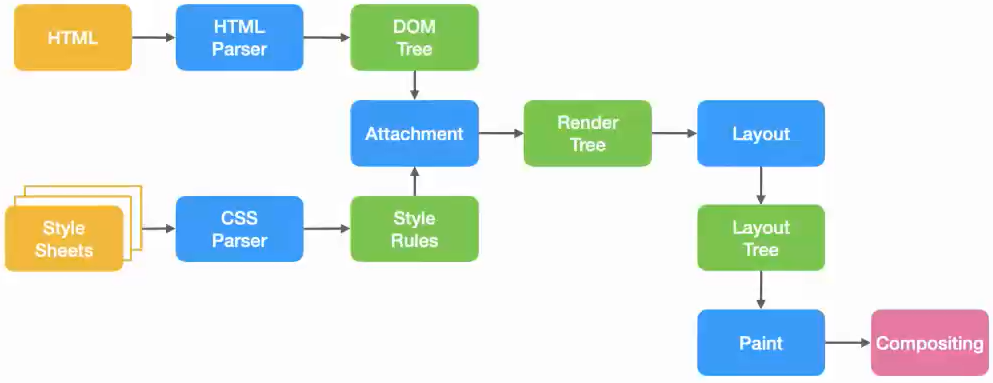 HTML
HTML
Parser
DOM
Tree
Attachment
Render
Tree
Layout
Style
Sheets
CSS
Parser
Style
Rules
Layout
Tree
Paint
Compositing